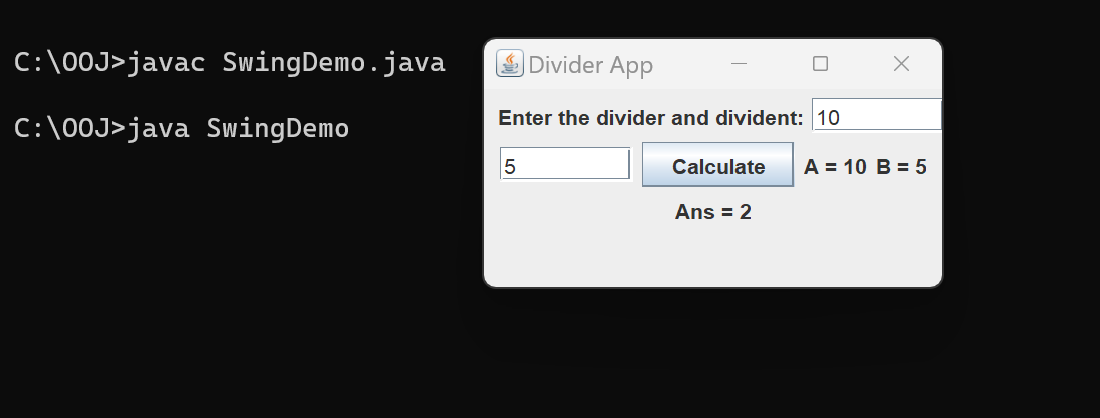 C:\OOJ>javac SwingDemo.java
C:\OOJ>java SwingDemo
Divider App
Enter the divider and divident: 10
5 Calculate A = 10 B = 5
Ans = 2